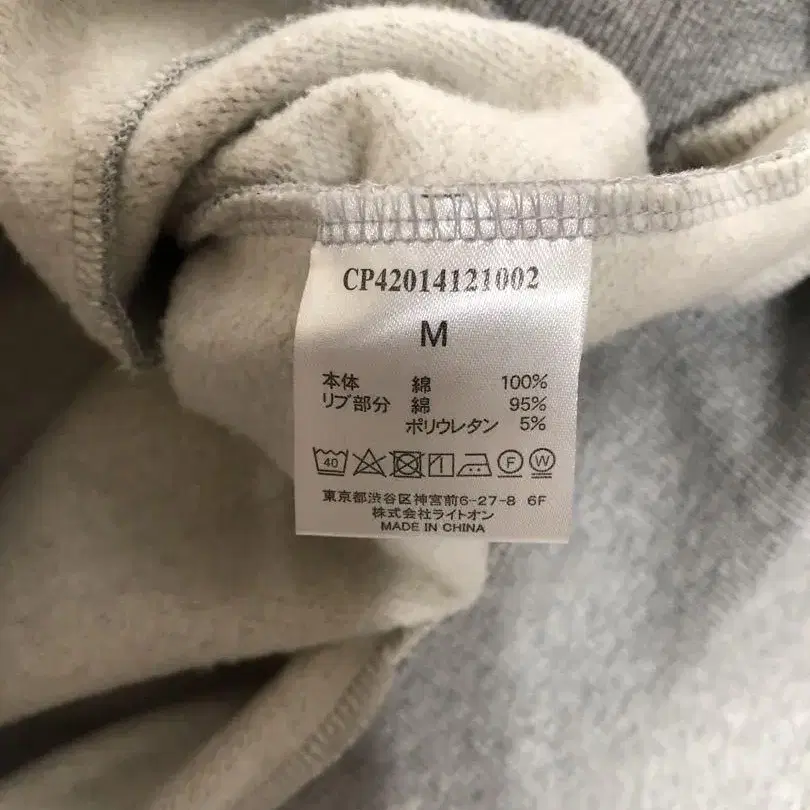 CP42014121002
M
本体 綿 100%
リブ部分 綿 95%
ポリウレタン 5%
40 F W
東京都渋谷区神宮前6-27-8 6F
株式会社ライトオン
MADE IN CHINA